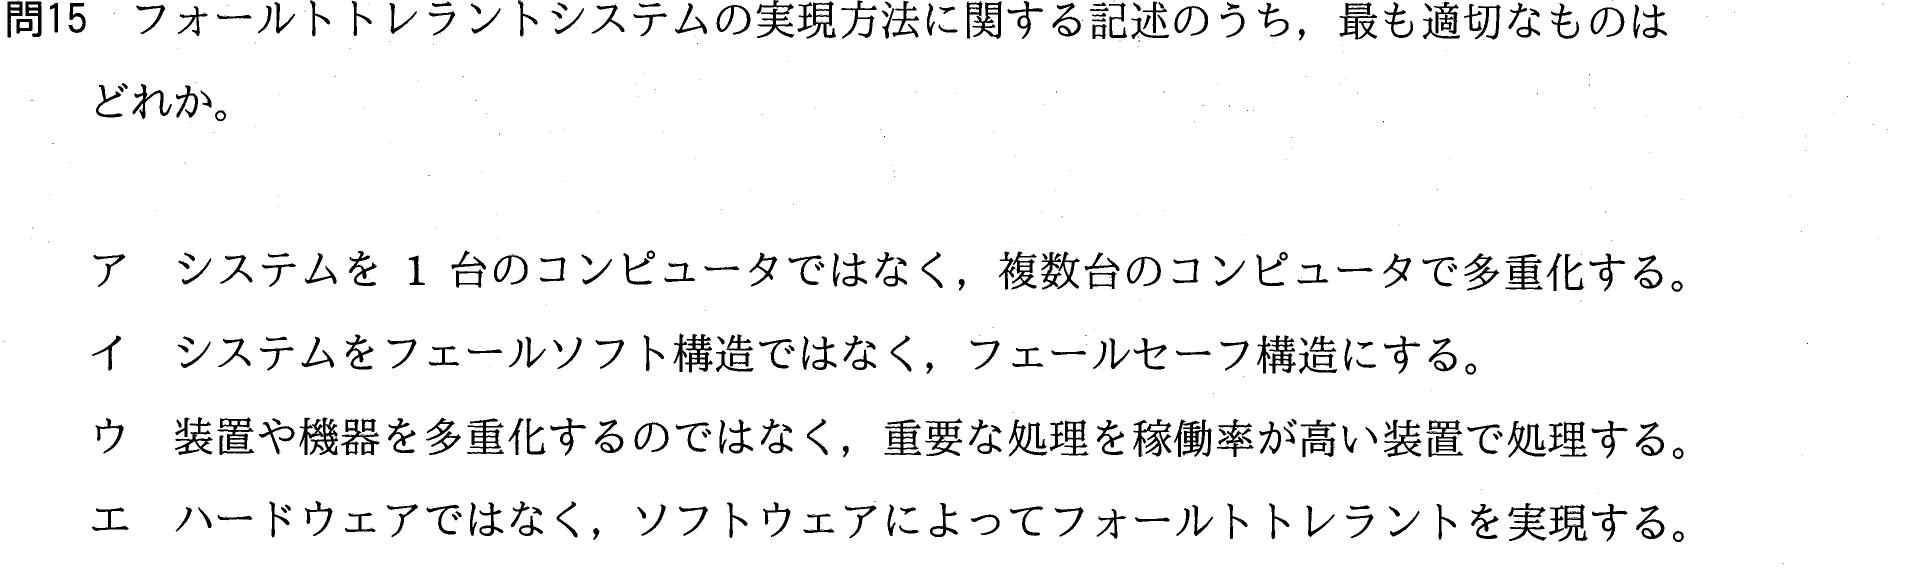 問15　フォールトトレラントシステムの実現方法に関する記述のうち，最も適切なものは
どれか。
ア　システムを 1 台のコンピュータではなく，複数台のコンピュータで多重化する。
イ　システムをフェールソフト構造ではなく，フェールセーフ構造にする。
ウ　装置や機器を多重化するのではなく，重要な処理を稼働率が高い装置で処理する。
エ　ハードウェアではなく，ソフトウェアによってフォールトトレラントを実現する。